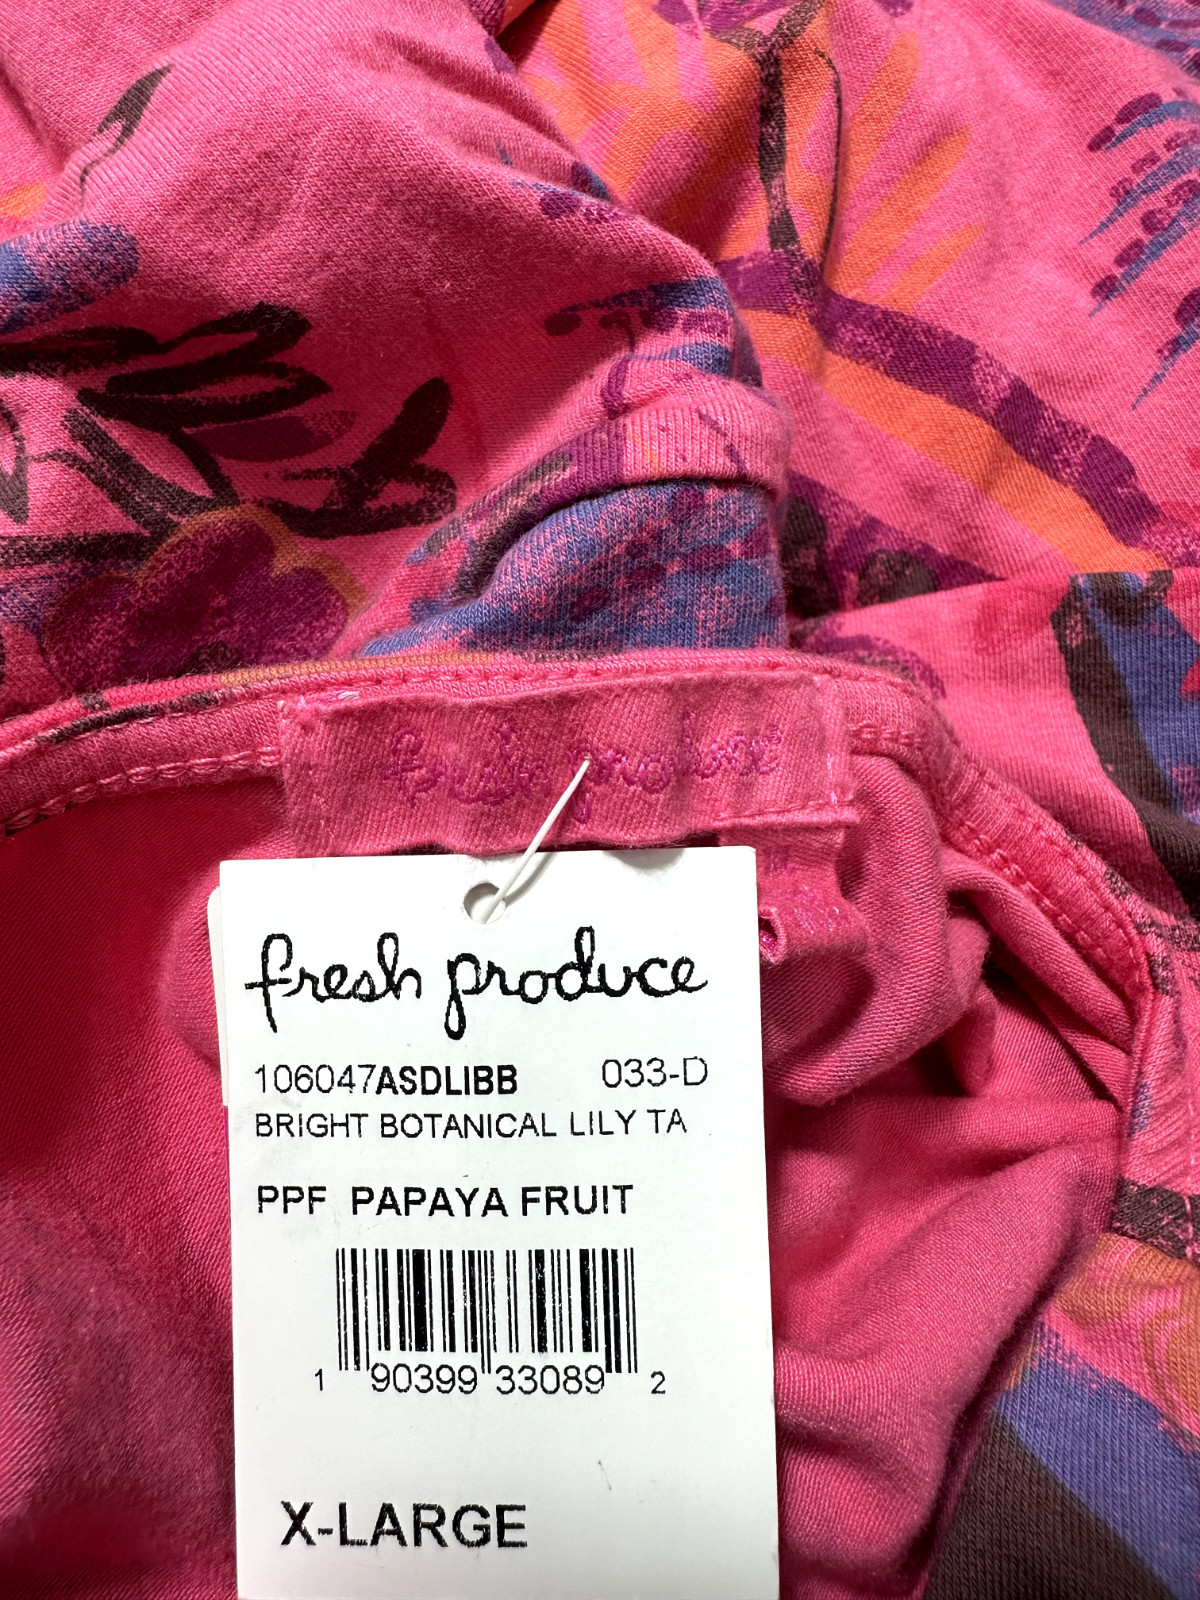 fresh produce
fresh produce
106047ASDLIBB 033-D
BRIGHT BOTANICAL LILY TA
PPF PAPAYA FRUIT
1 90399 33089 2
X-LARGE